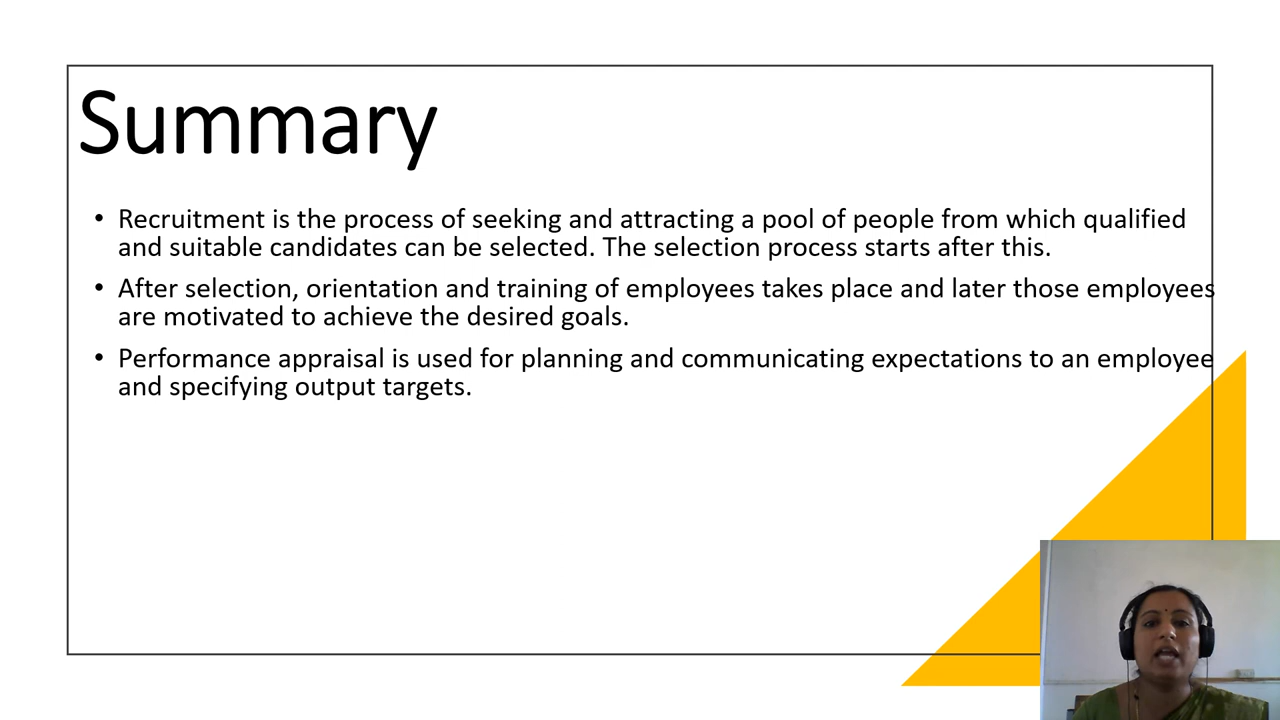 Summary
• Recruitment is the process of seeking and attracting a pool of people from which qualified
and suitable candidates can be selected. The selection process starts after this.
• After selection, orientation and training of employees takes place and later those employees
are motivated to achieve the desired goals.
• Performance appraisal is used for planning and communicating expectations to an employee
and specifying output targets.